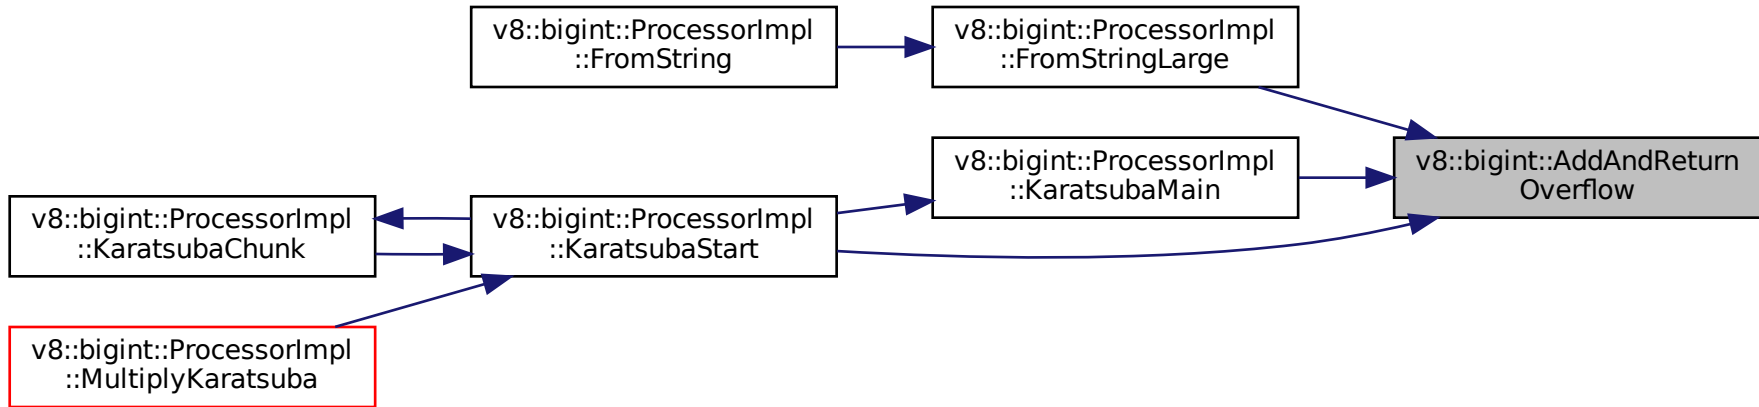 v8::bigint::ProcessorImpl
::FromString
v8::bigint::ProcessorImpl
::FromStringLarge
v8::bigint::AddAndReturn
Overflow
v8::bigint::ProcessorImpl
::KaratsubaMain
v8::bigint::ProcessorImpl
::KaratsubaChunk
v8::bigint::ProcessorImpl
::KaratsubaStart
v8::bigint::ProcessorImpl
::MultiplyKaratsuba